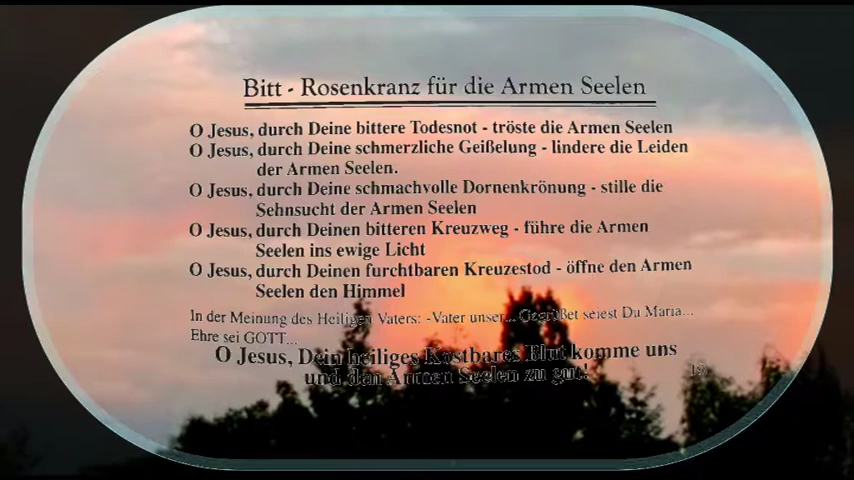 Bitt - Rosenkranz für die Armen Seelen
O Jesus, durch Deine bittere Todesnot - tröste die Armen Seelen
O Jesus, durch Deine schmerzliche Geißelung - lindere die Leiden
der Armen Seelen.
O Jesus, durch Deine schmachvolle Dornenkrönung - stille die
Sehnsucht der Armen Seelen
O Jesus, durch Deinen bitteren Kreuzweg - führe die Armen
Seelen ins ewige Licht
O Jesus, durch Deinen furchtbaren Kreuzestod - öffne den Armen
Seelen den Himmel
In der Meinung des Heiligen Vaters: -Vater unser... Gegrüßet seiest Du Maria...
Ehre sei GOTT...
O Jesus, Dein heiliges Kostbares Blut komme uns
und den Armen Seelen zu gut!